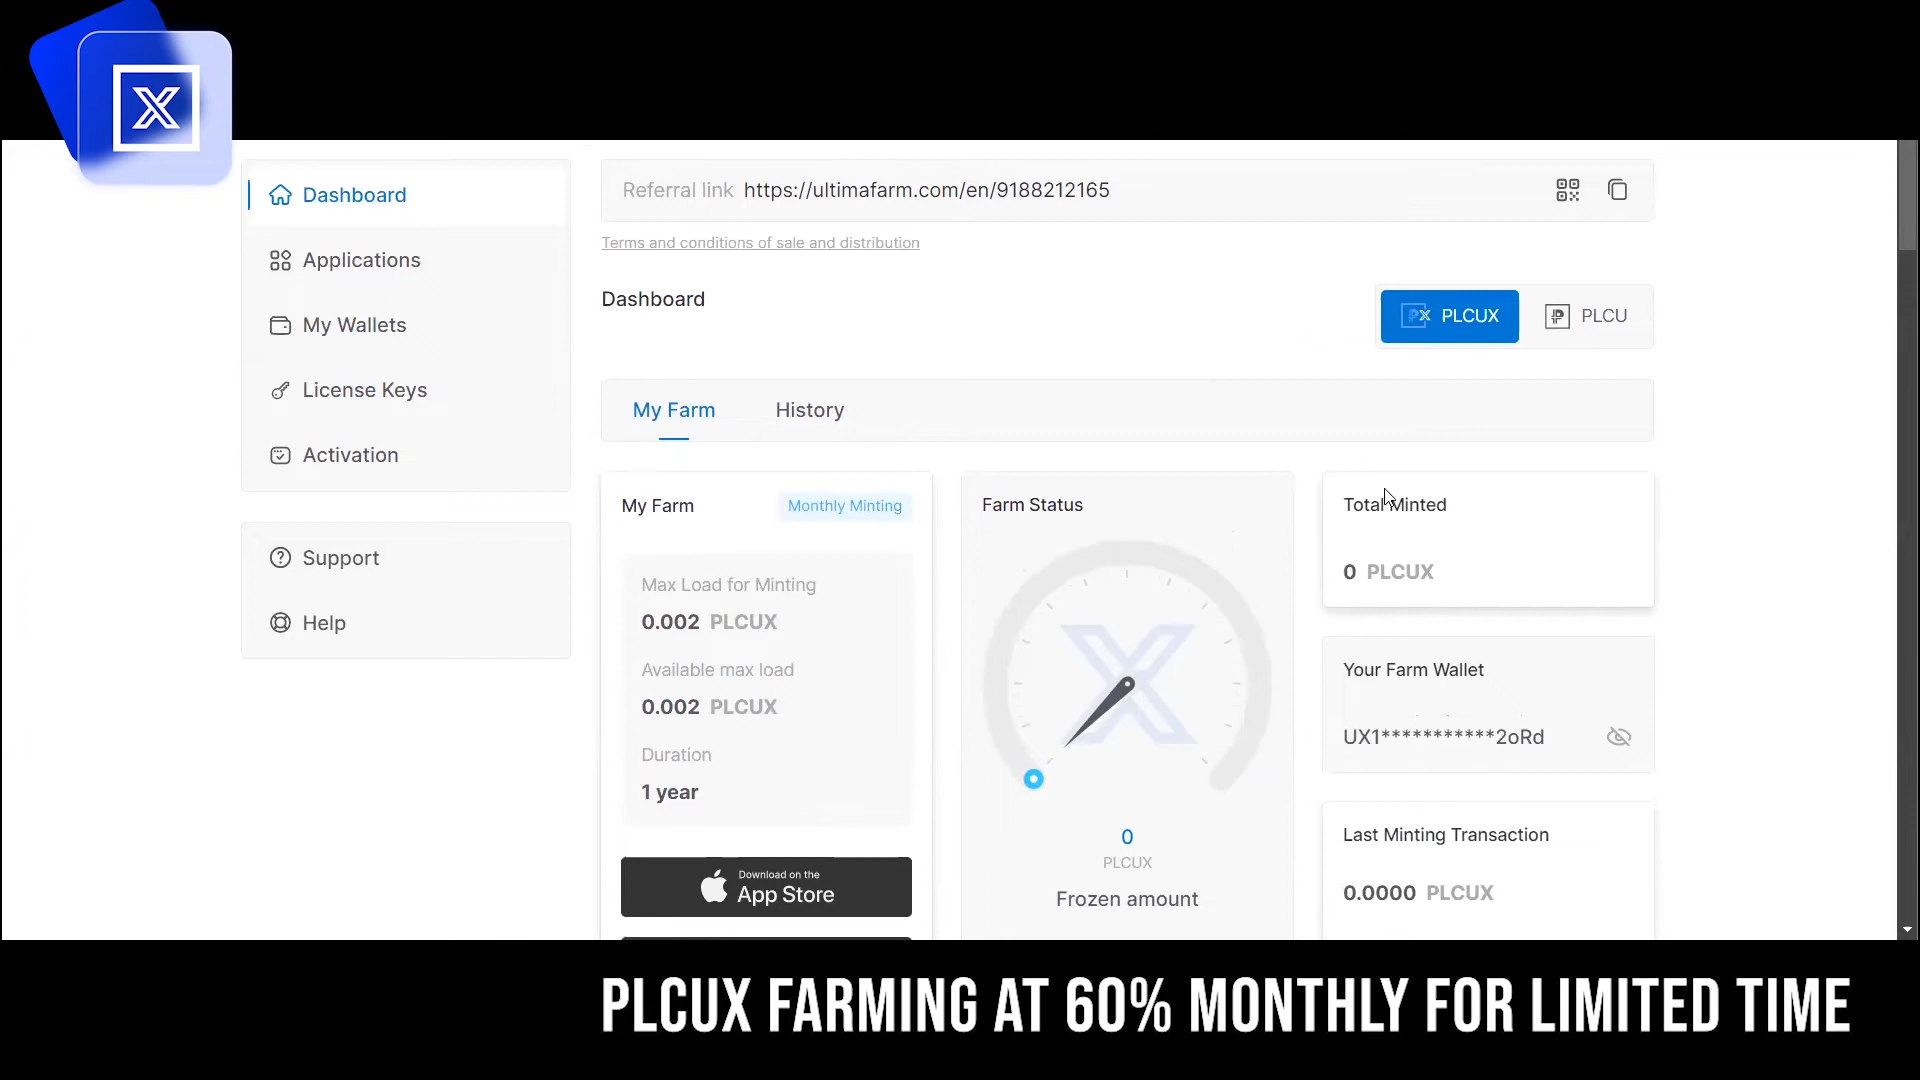 Dashboard
Applications
My Wallets
License Keys
Activation
Support
Help
Referral link https://ultimafarm.com/en/9188212165
Terms and conditions of sale and distribution
Dashboard
PLCUX
PLCU
My Farm
History
My Farm
Monthly Minting
Max Load for Minting
0.002 PLCUX
Available max load
0.002 PLCUX
Duration
1 year
Download on the
App Store
Farm Status
0
PLCUX
Frozen amount
Total Minted
0 PLCUX
Your Farm Wallet
UX1***********2oRd
Last Minting Transaction
0.0000 PLCUX
PLCUX FARMING AT 60% MONTHLY FOR LIMITED TIME